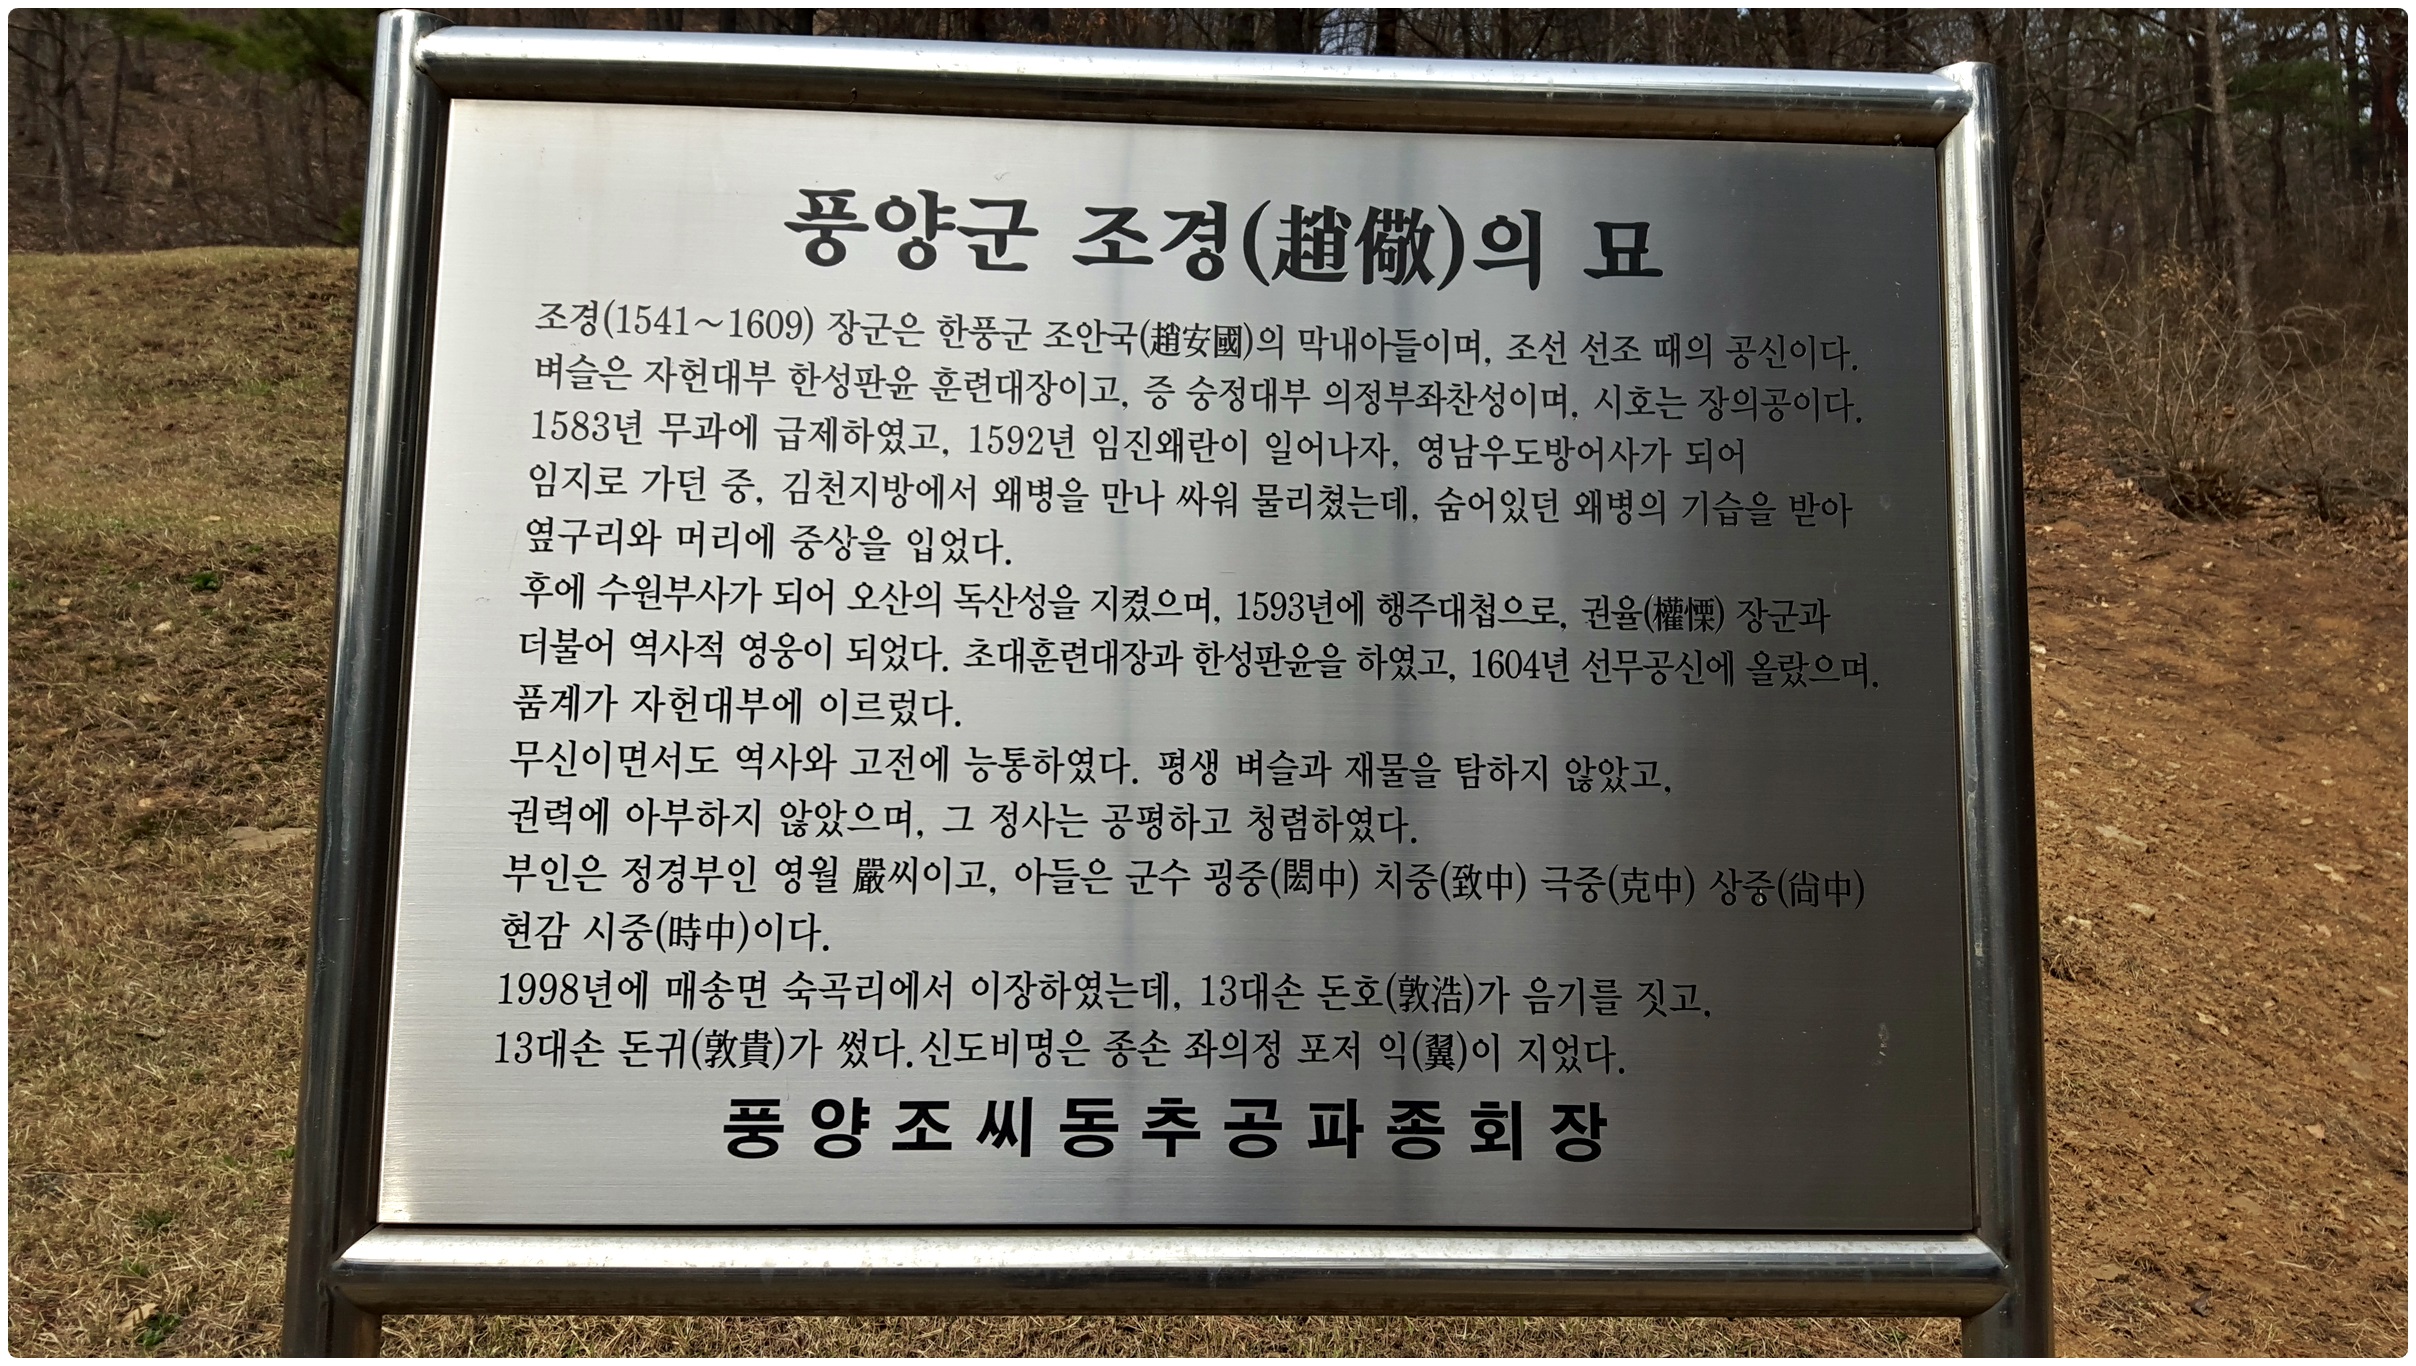 풍양군 조경(趙儆)의 묘
조경(1541~1609) 장군은 한풍군 조안국(趙安國)의 막내아들이며, 조선 선조 때의 공신이다.
벼슬은 자헌대부 한성판윤 훈련대장이고, 증 숭정대부 의정부좌찬성이며, 시호는 장의공이다.
1583년 무과에 급제하였고, 1592년 임진왜란이 일어나자, 영남우도방어사가 되어
임지로 가던 중, 김천지방에서 왜병을 만나 싸워 물리쳤는데, 숨어있던 왜병의 기습을 받아
옆구리와 머리에 중상을 입었다.
후에 수원부사가 되어 오산의 독산성을 지켰으며, 1593년에 행주대첩으로, 권율(權慄) 장군과
더불어 역사적 영웅이 되었다. 초대훈련대장과 한성판윤을 하였고, 1604년 선무공신에 올랐으며,
품계가 자헌대부에 이르렀다.
무신이면서도 역사와 고전에 능통하였다. 평생 벼슬과 재물을 탐하지 않았고,
권력에 아부하지 않았으며, 그 정사는 공평하고 청렴하였다.
부인은 정경부인 영월 嚴씨이고, 아들은 군수 굉중(閎中) 치중(致中) 극중(克中) 상중(尙中)
현감 시중(時中)이다.
1998년에 매송면 숙곡리에서 이장하였는데, 13대손 돈호(敦浩)가 음기를 짓고,
13대손 돈귀(敦貴)가 썼다. 신도비명은 종손 좌의정 포저 익(翼)이 지었다.
풍양조씨동추공파종회장